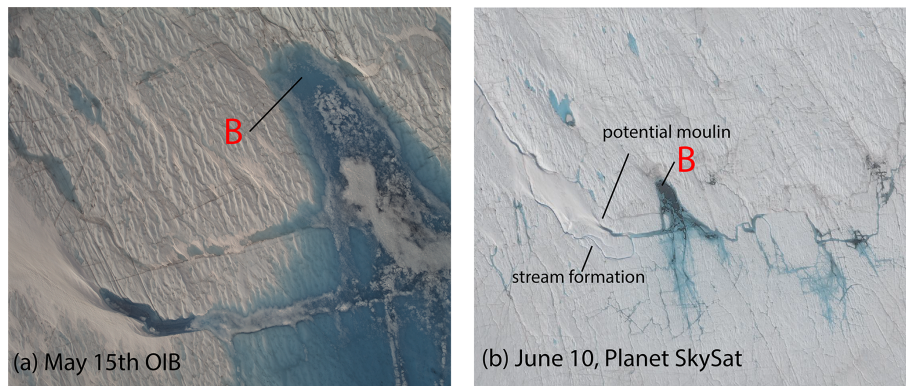 B
(a) May 15th OIB
potential moulin
B
stream formation
(b) June 10, Planet SkySat